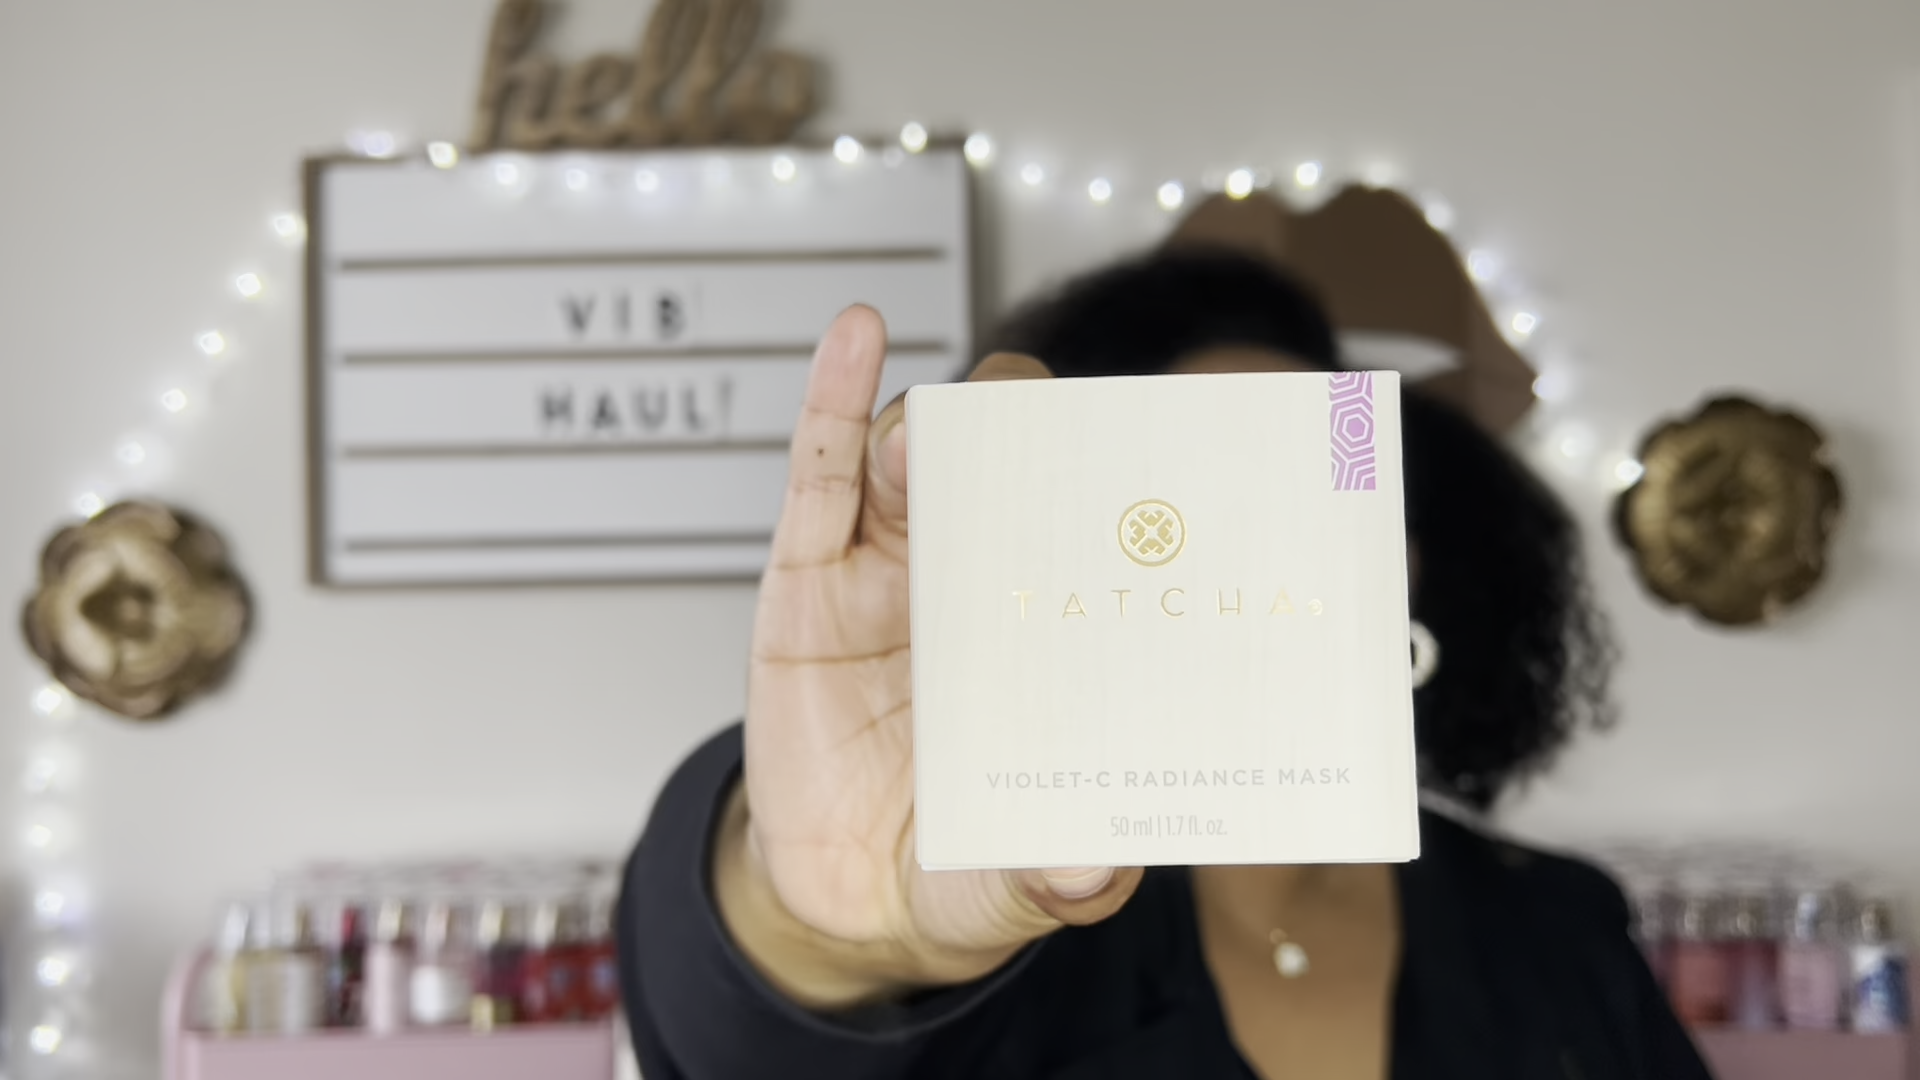 hello
VIB
HAUL!
TATCHA®
VIOLET-C RADIANCE MASK
50 ml | 1.7 fl. oz.